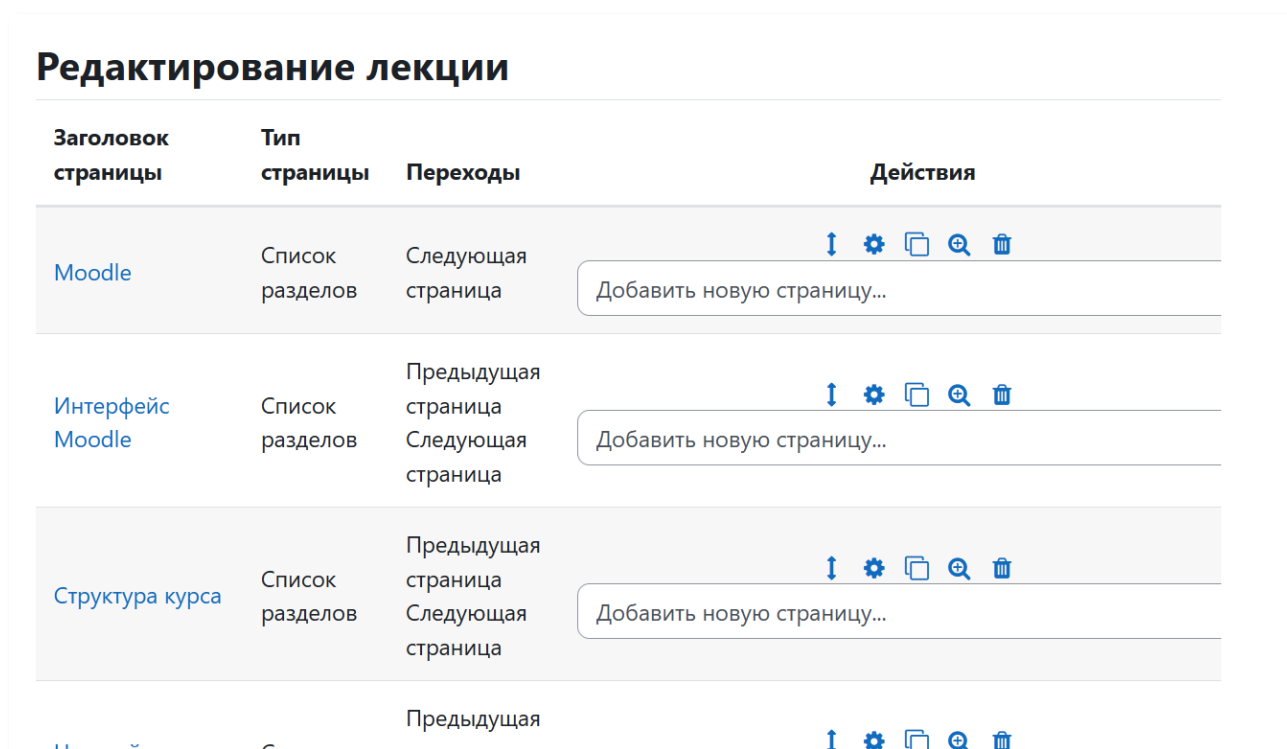 Редактирование лекции
Заголовок страницы
Тип страницы
Переходы
Действия
Moodle
Список разделов
Следующая страница
Добавить новую страницу...
Интерфейс Moodle
Список разделов
Предыдущая страница
Следующая страница
Добавить новую страницу...
Структура курса
Список разделов
Предыдущая страница
Следующая страница
Добавить новую страницу...
Предыдущая